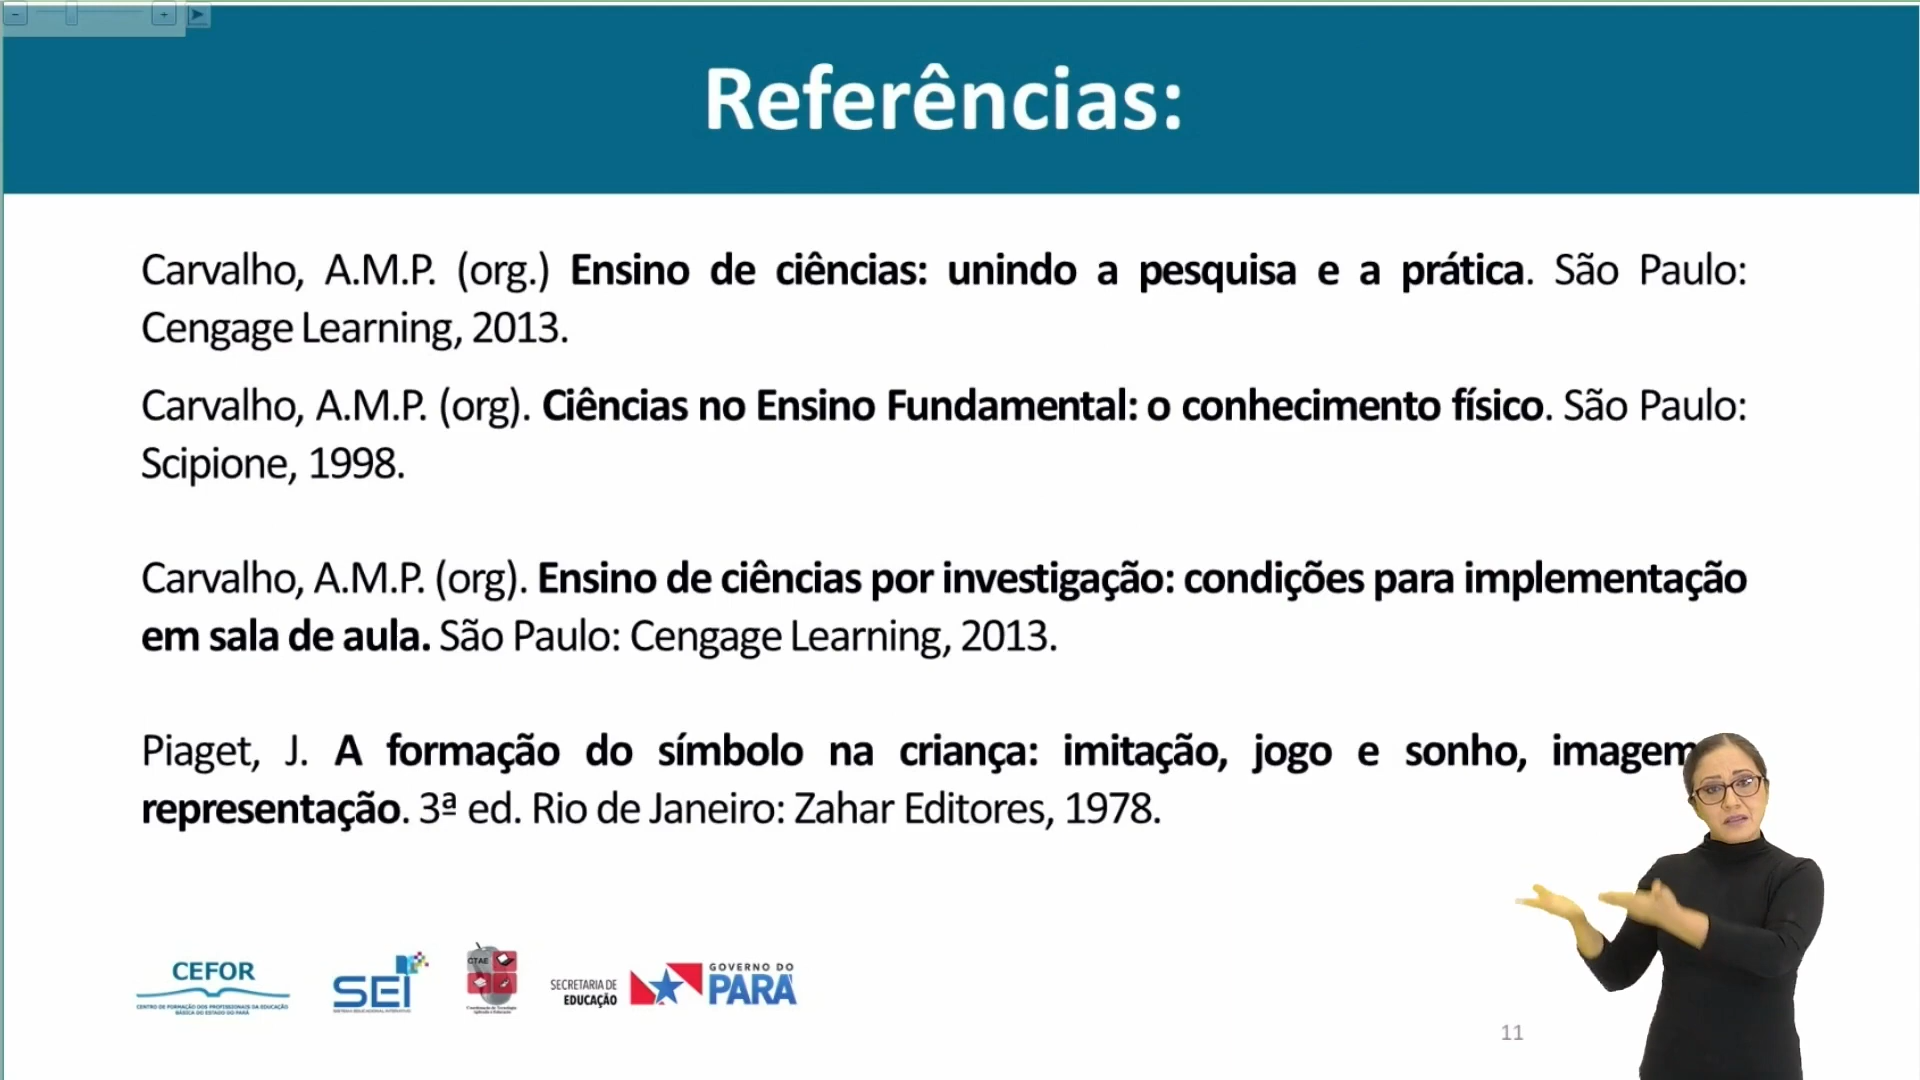 Referências:
Carvalho, A.M.P. (org.) Ensino de ciências: unindo a pesquisa e a prática. São Paulo:
Cengage Learning, 2013.
Carvalho, A.M.P. (org). Ciências no Ensino Fundamental: o conhecimento físico. São Paulo:
Scipione, 1998.
Carvalho, A.M.P. (org). Ensino de ciências por investigação: condições para implementação
em sala de aula. São Paulo: Cengage Learning, 2013.
Piaget, J. A formação do símbolo na criança: imitação, jogo e sonho, imagem
representação. 3ª ed. Rio de Janeiro: Zahar Editores, 1978.
CEFOR
CENTRO DE FORMAÇÃO DOS PROFISSIONAIS DA EDUCAÇÃO
BÁSICA DO ESTADO DO PARÁ
SEI
CTAE
SECRETARIA DE
EDUCAÇÃO
GOVERNO DO
PARÁ
11